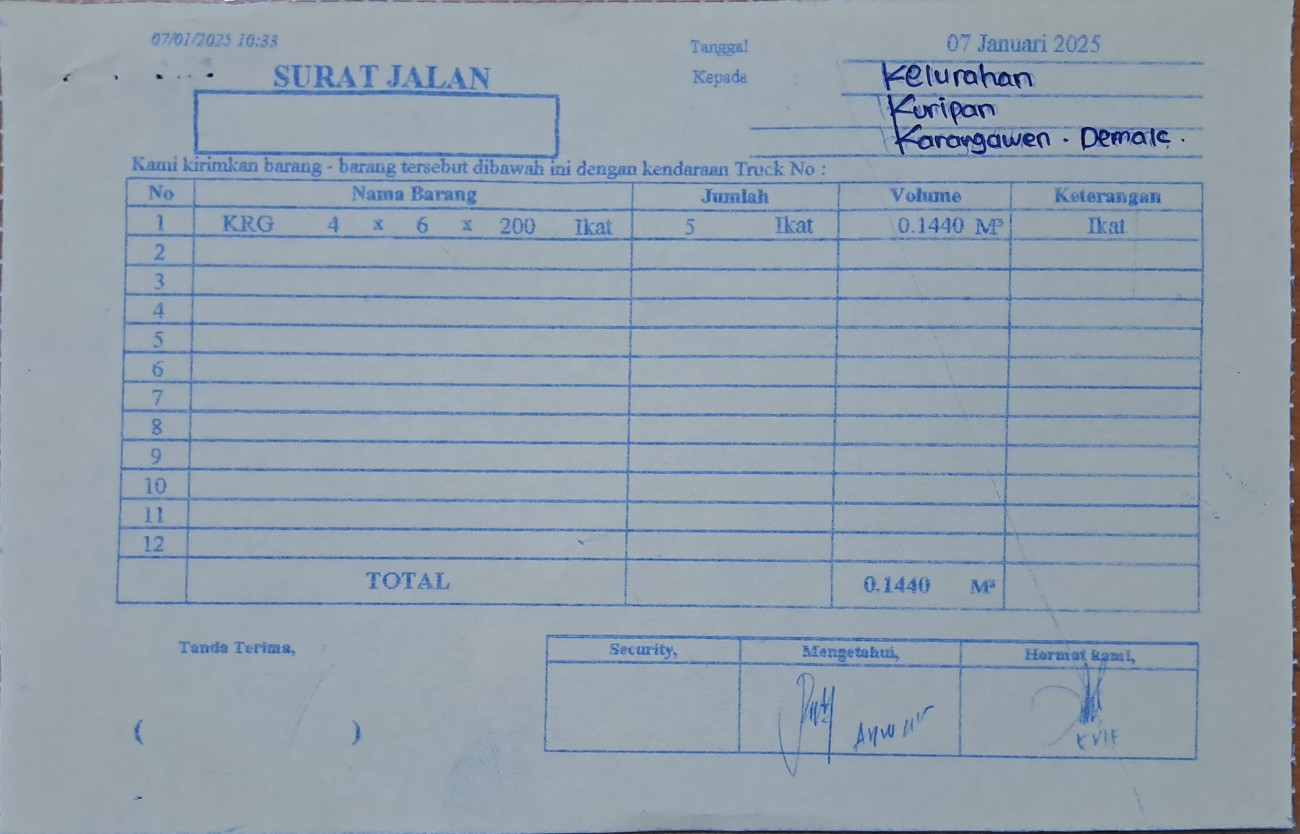 07/01/2025 10:33
Tanggal 07 Januari 2025
SURAT JALAN
Kepada Kelurahan
Kuripan
Karangawen . Demak .
Kami kirimkan barang - barang tersebut dibawah ini dengan kendaraan Truck No :
No Nama Barang Jumlah Volume Keterangan
1 KRG 4 x 6 x 200 Ikat 5 Ikat 0.1440 M³ Ikat
2
3
4
5
6
7
8
9
10
11
12
TOTAL 0.1440 M³
Tanda Terima, Security, Mengetahui, Hormat kami,
Anwar
( )